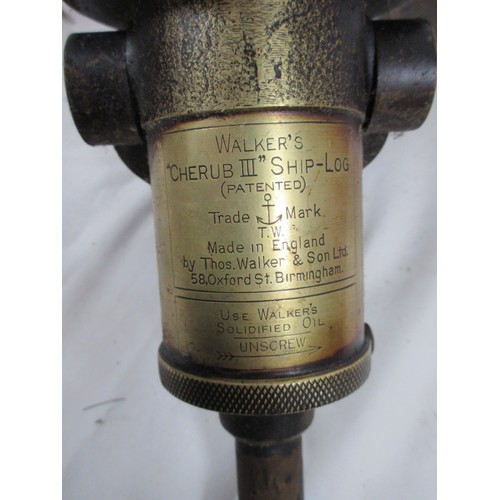 WALKER'S
"CHERUB III" SHIP-LOG
(PATENTED)
Trade Mark
T.W.
Made in England
by Thos. Walker & Son Ltd.
58, Oxford St. Birmingham.
USE WALKER'S
SOLIDIFIED OIL
UNSCREW